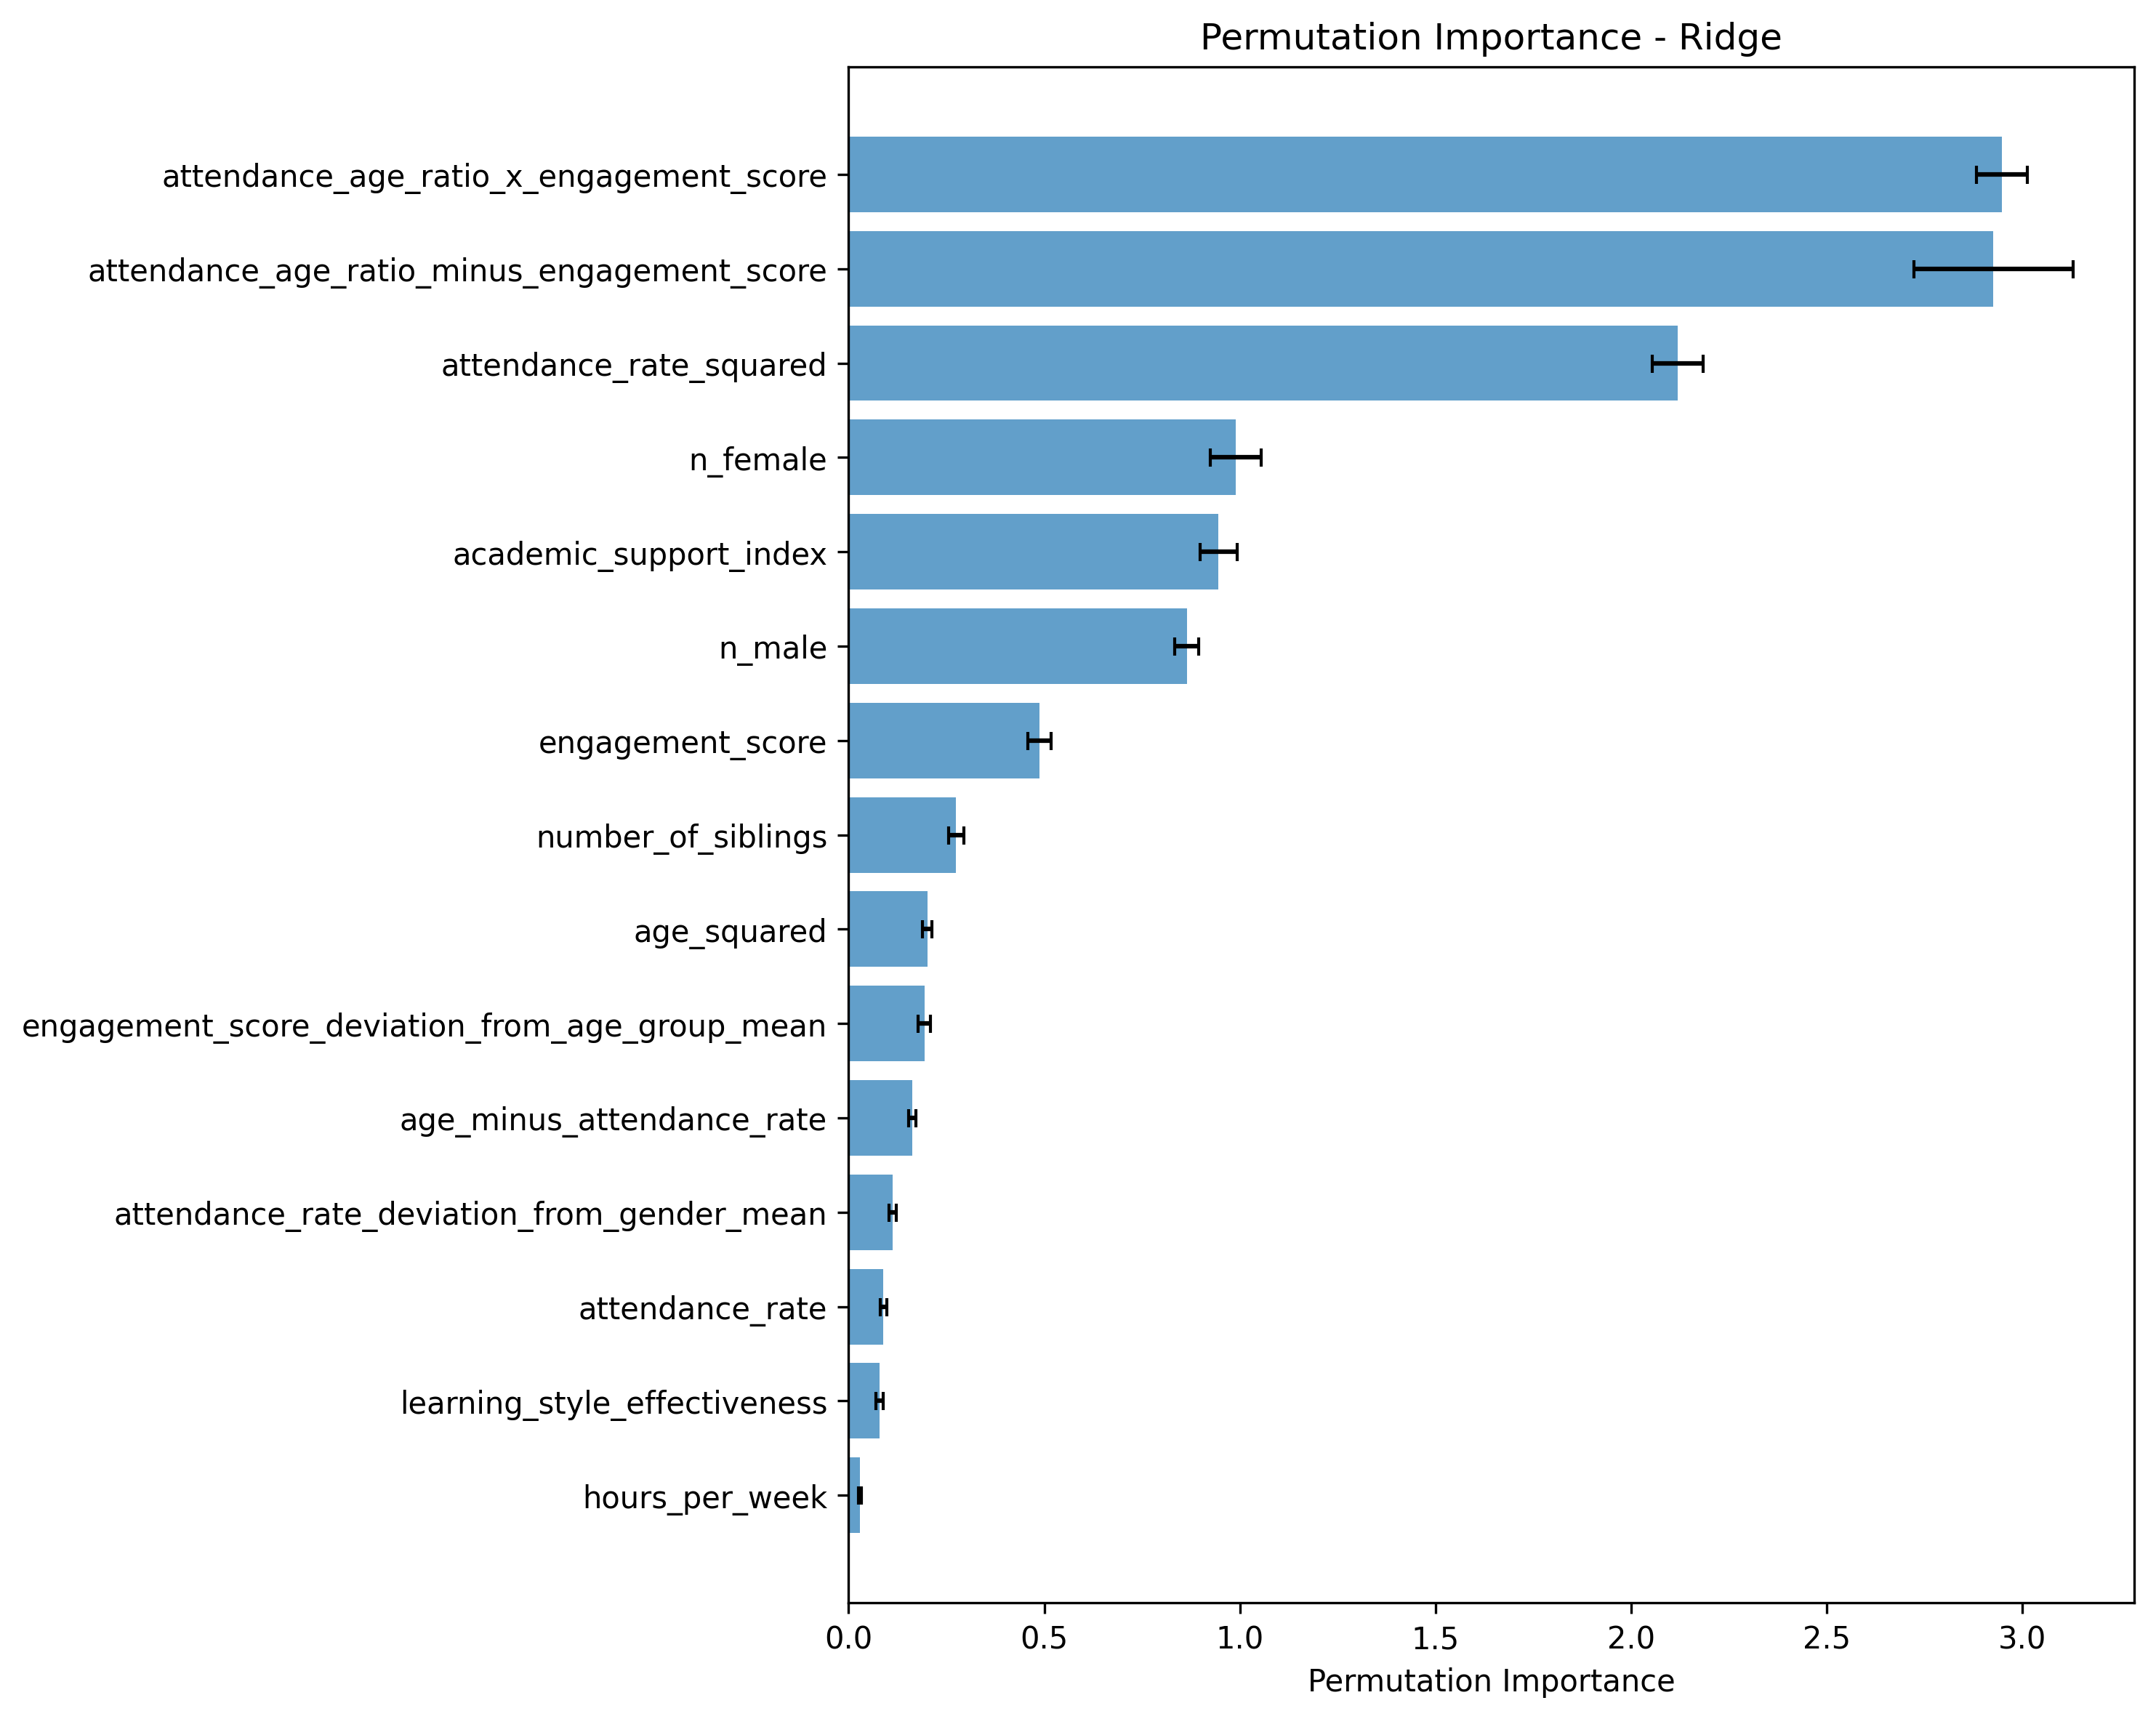 Permutation Importance - Ridge
attendance_age_ratio_x_engagement_score
attendance_age_ratio_minus_engagement_score
attendance_rate_squared
n_female
academic_support_index
n_male
engagement_score
number_of_siblings
age_squared
engagement_score_deviation_from_age_group_mean
age_minus_attendance_rate
attendance_rate_deviation_from_gender_mean
attendance_rate
learning_style_effectiveness
hours_per_week
0.0 0.5 1.0 1.5 2.0 2.5 3.0
Permutation Importance